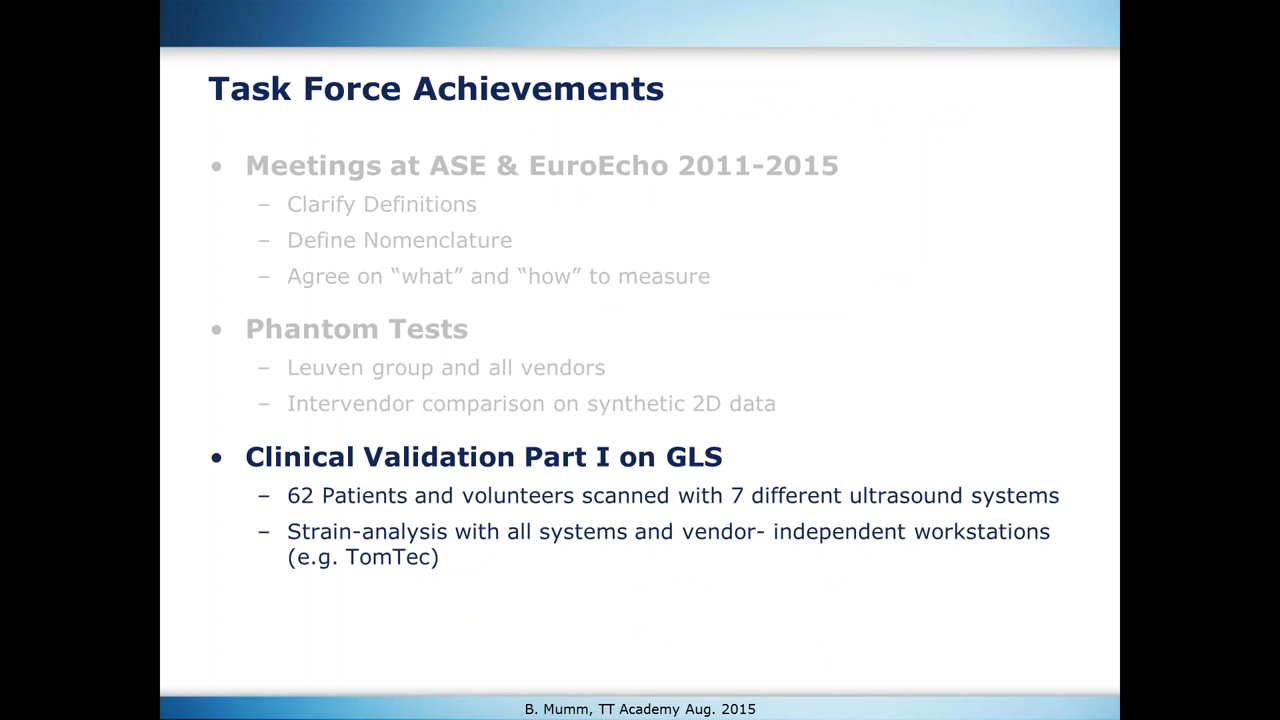 Task Force Achievements
• Meetings at ASE & EuroEcho 2011-2015
– Clarify Definitions
– Define Nomenclature
– Agree on “what” and “how” to measure
• Phantom Tests
– Leuven group and all vendors
– Intervendor comparison on synthetic 2D data
• Clinical Validation Part I on GLS
– 62 Patients and volunteers scanned with 7 different ultrasound systems
– Strain-analysis with all systems and vendor- independent workstations
(e.g. TomTec)
B. Mumm, TT Academy Aug. 2015